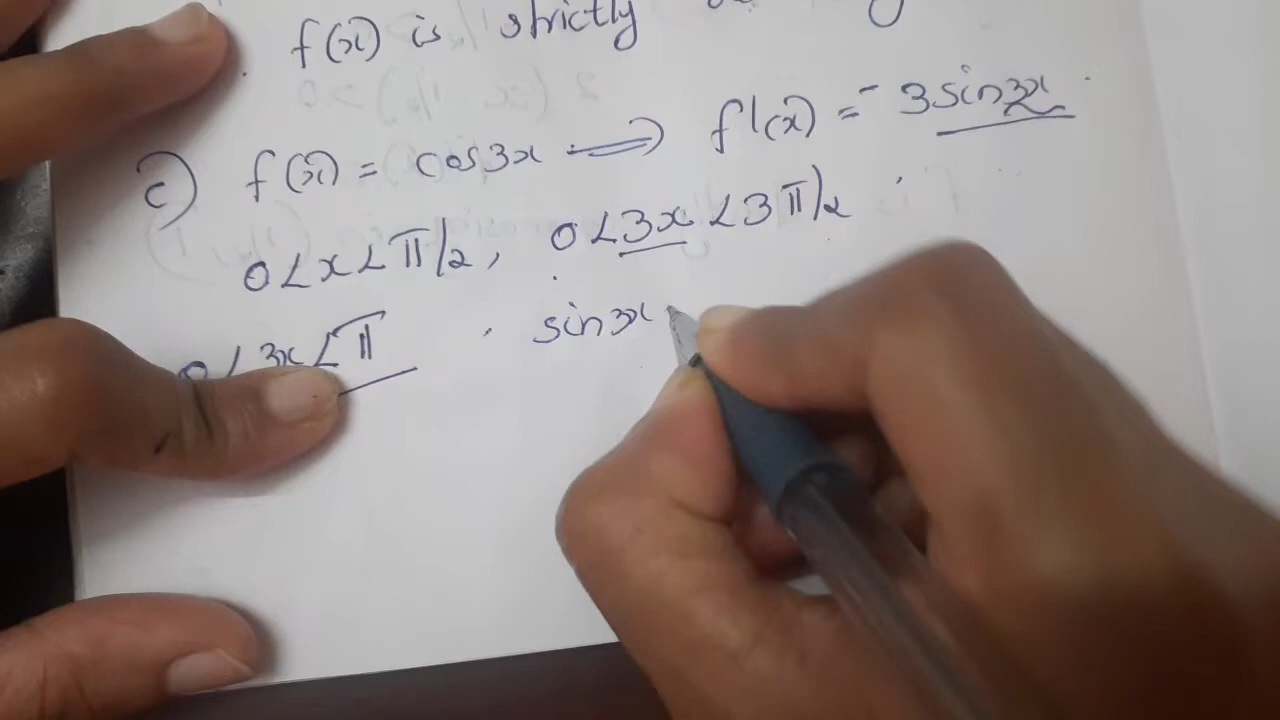 f(x) is strictly
c) f(x) = cos3x ⟹ f'(x) = -3sin3x
0<x<π/2, 0<3x<3π/2
0<3x<π sin3x